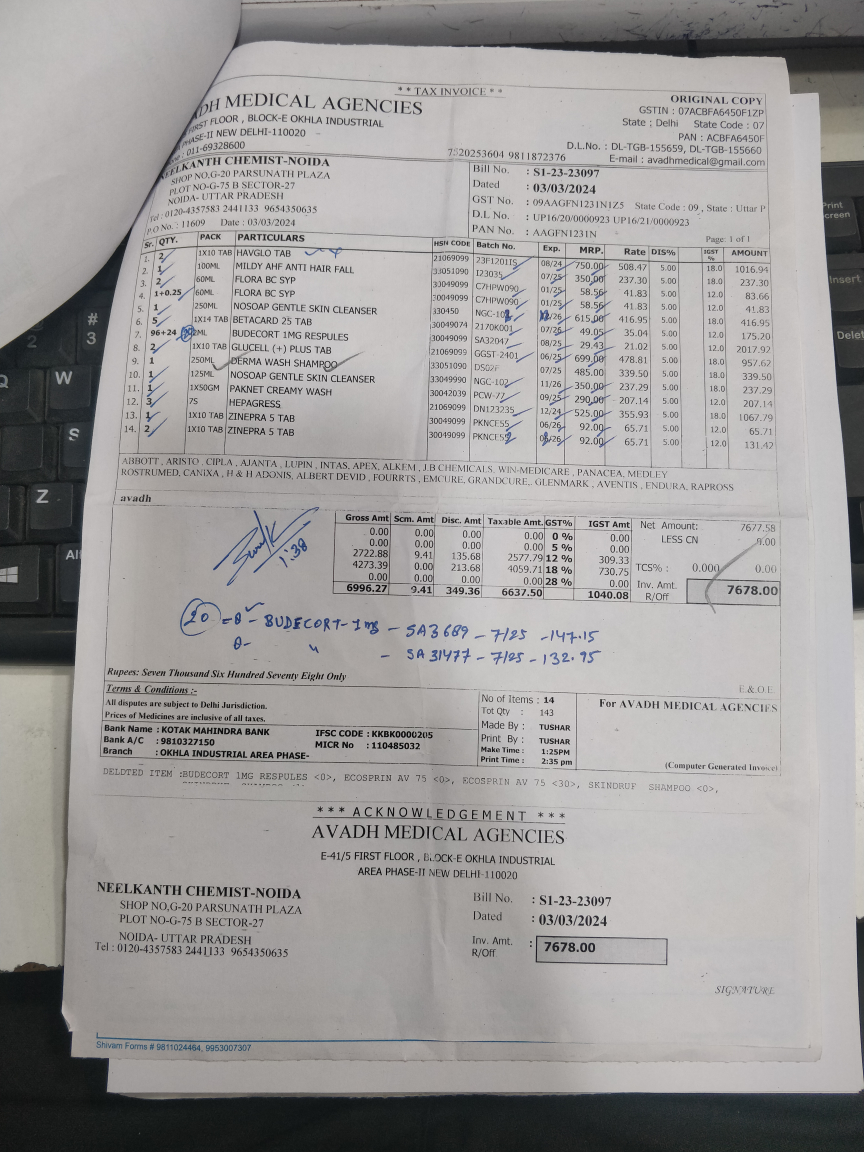 * * TAX INVOICE * *
ADH MEDICAL AGENCIES
FIRST FLOOR , BLOCK-E OKHLA INDUSTRIAL
PHASE-II NEW DELHI-110020
: 011-69328600
7520253604 9811872376
ORIGINAL COPY
GSTIN : 07ACBFA6450F1ZP
State : Delhi State Code : 07
PAN : ACBFA6450F
D.L.No. : DL-TGB-155659, DL-TGB-155660
E-mail : avadhmedical@gmail.com
NEELKANTH CHEMIST-NOIDA
SHOP NO,G-20 PARSUNATH PLAZA
PLOT NO-G-75 B SECTOR-27
NOIDA- UTTAR PRADESH
Tel : 0120-4357583 2441133 9654350635
P.O No. : 11609 Date : 03/03/2024
Bill No. : S1-23-23097
Dated : 03/03/2024
GST No. : 09AAGFN1231N1Z5 State Code : 09 , State : Uttar P
D.L No. : UP16/20/0000923 UP16/21/0000923
PAN No. : AAGFN1231N
Page: 1 of 1
Sr. QTY. PACK PARTICULARS HSN CODE Batch No. Exp. MRP. Rate DIS% IGST % AMOUNT
1. 2 1X10 TAB HAVGLO TAB 21069099 23F1201IS 08/24 750.00 508.47 5.00 18.0 1016.94
2. 1 100ML MILDY AHF ANTI HAIR FALL 33051090 I23035 07/25 350.00 237.30 5.00 18.0 237.30
3. 2 60ML FLORA BC SYP 30049099 C7HPW090 01/25 58.56 41.83 5.00 12.0 83.66
4. 1+0.25 60ML FLORA BC SYP 30049099 C7HPW090 01/25 58.56 41.83 5.00 12.0 41.83
5. 1 250ML NOSOAP GENTLE SKIN CLEANSER 330450 NGC-10 /26 615.00 416.95 5.00 18.0 416.95
6. 5 1X14 TAB BETACARD 25 TAB 30049074 2170K001 07/26 49.05 35.04 5.00 12.0 175.20
7. 96+24 2ML BUDECORT 1MG RESPULES 30049099 SA32047 08/25 29.43 21.02 5.00 12.0 2017.92
8. 2 1X10 TAB GLUCELL (+) PLUS TAB 21069099 GGST-2401 06/25 699.00 478.81 5.00 18.0 957.62
9. 1 250ML DERMA WASH SHAMPOO 33051090 DS02F 07/25 485.00 339.50 5.00 18.0 339.50
10. 1 125ML NOSOAP GENTLE SKIN CLEANSER 33049990 NGC-102 11/26 350.00 237.29 5.00 18.0 237.29
11. 1 1X50GM PAKNET CREAMY WASH 30042039 PCW-77 09/25 290.00 207.14 5.00 12.0 207.14
12. 3 7S HEPAGRESS 21069099 DN123235 12/24 525.00 355.93 5.00 18.0 1067.79
13. 1 1X10 TAB ZINEPRA 5 TAB 30049099 PKNCF55 06/26 92.00 65.71 5.00 12.0 65.71
14. 2 1X10 TAB ZINEPRA 5 TAB 30049099 PKNCE5 /26 92.00 65.71 5.00 12.0 131.42
ABBOTT , ARISTO , CIPLA , AJANTA , LUPIN , INTAS, APEX, ALKEM , J.B CHEMICALS, WIN-MEDICARE , PANACEA, MEDLEY
ROSTRUMED, CANIXA , H & H ADONIS, ALBERT DEVID , FOURRTS , EMCURE, GRANDCURE,, GLENMARK , AVENTIS , ENDURA, RAPROSS
avadh
1:38
Gross Amt Scm. Amt Disc. Amt Taxable Amt. GST% IGST Amt
0.00 0.00 0.00 0.00 0 % 0.00
0.00 0.00 0.00 0.00 5 % 0.00
2722.88 9.41 135.68 2577.79 12 % 309.33
4273.39 0.00 213.68 4059.71 18 % 730.75
0.00 0.00 0.00 0.00 28 % 0.00
6996.27 9.41 349.36 6637.50 1040.08
Net Amount: 7677.58
LESS CN 0.00
TCS% : 0.000 0.00
Inv. Amt. R/Off 7678.00
20 = θ - BUDECORT-1mg - SA3689 - 7/25 -147.15
θ- " - SA 31477 - 7/25 - 132.95
Rupees: Seven Thousand Six Hundred Seventy Eight Only
E.& O.E
Terms & Conditions :-
All disputes are subject to Delhi Jurisdiction.
Prices of Medicines are inclusive of all taxes.
Bank Name : KOTAK MAHINDRA BANK IFSC CODE : KKBK0000205
Bank A/C : 9810327150 MICR No : 110485032
Branch : OKHLA INDUSTRIAL AREA PHASE-
No of Items : 14
Tot Qty : 143
Made By : TUSHAR
Print By : TUSHAR
Make Time : 1:25PM
Print Time : 2:35 pm
For AVADH MEDICAL AGENCIES
(Computer Generated Invoice)
DELDTED ITEM :BUDECORT 1MG RESPULES <0>, ECOSPRIN AV 75 <0>, ECOSPRIN AV 75 <30>, SKINDRUF SHAMPOO <0>,
* * * ACKNOWLEDGEMENT * * *
AVADH MEDICAL AGENCIES
E-41/5 FIRST FLOOR , BLOCK-E OKHLA INDUSTRIAL
AREA PHASE-II NEW DELHI-110020
NEELKANTH CHEMIST-NOIDA
SHOP NO,G-20 PARSUNATH PLAZA
PLOT NO-G-75 B SECTOR-27
NOIDA- UTTAR PRADESH
Tel : 0120-4357583 2441133 9654350635
Bill No. : S1-23-23097
Dated : 03/03/2024
Inv. Amt. R/Off : 7678.00
SIGNATURE
Shivam Forms # 9811024464, 9953007307